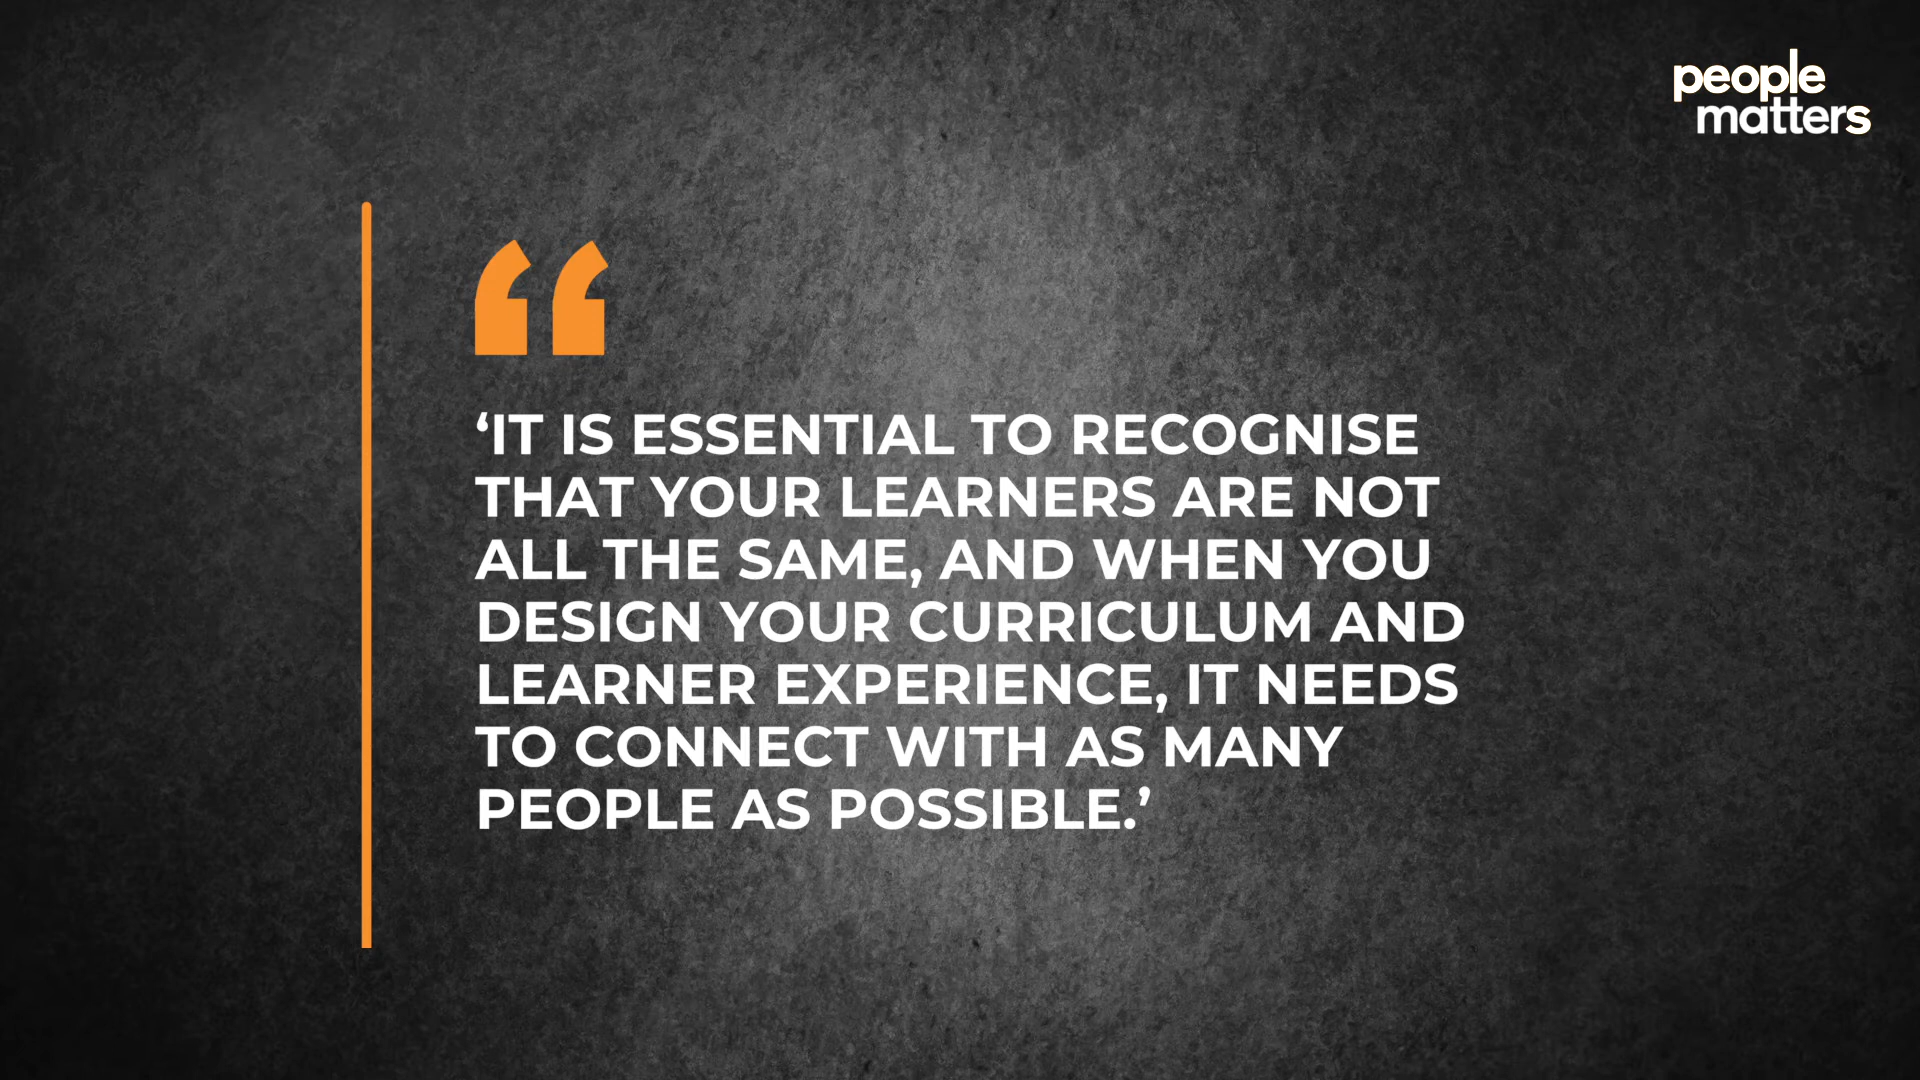 people
matters
“
‘IT IS ESSENTIAL TO RECOGNISE
THAT YOUR LEARNERS ARE NOT
ALL THE SAME, AND WHEN YOU
DESIGN YOUR CURRICULUM AND
LEARNER EXPERIENCE, IT NEEDS
TO CONNECT WITH AS MANY
PEOPLE AS POSSIBLE.’